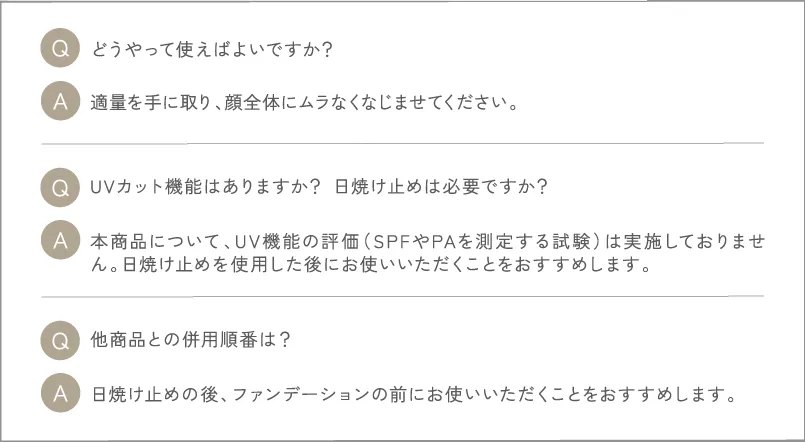 Q どうやって使えばよいですか？
A 適量を手に取り、顔全体にムラなくなじませてください。
Q UVカット機能はありますか？ 日焼け止めは必要ですか？
A 本商品について、UV機能の評価（SPFやPAを測定する試験）は実施しておりませ
ん。日焼け止めを使用した後にお使いいただくことをおすすめします。
Q 他商品との併用順番は？
A 日焼け止めの後、ファンデーションの前にお使いいただくことをおすすめします。